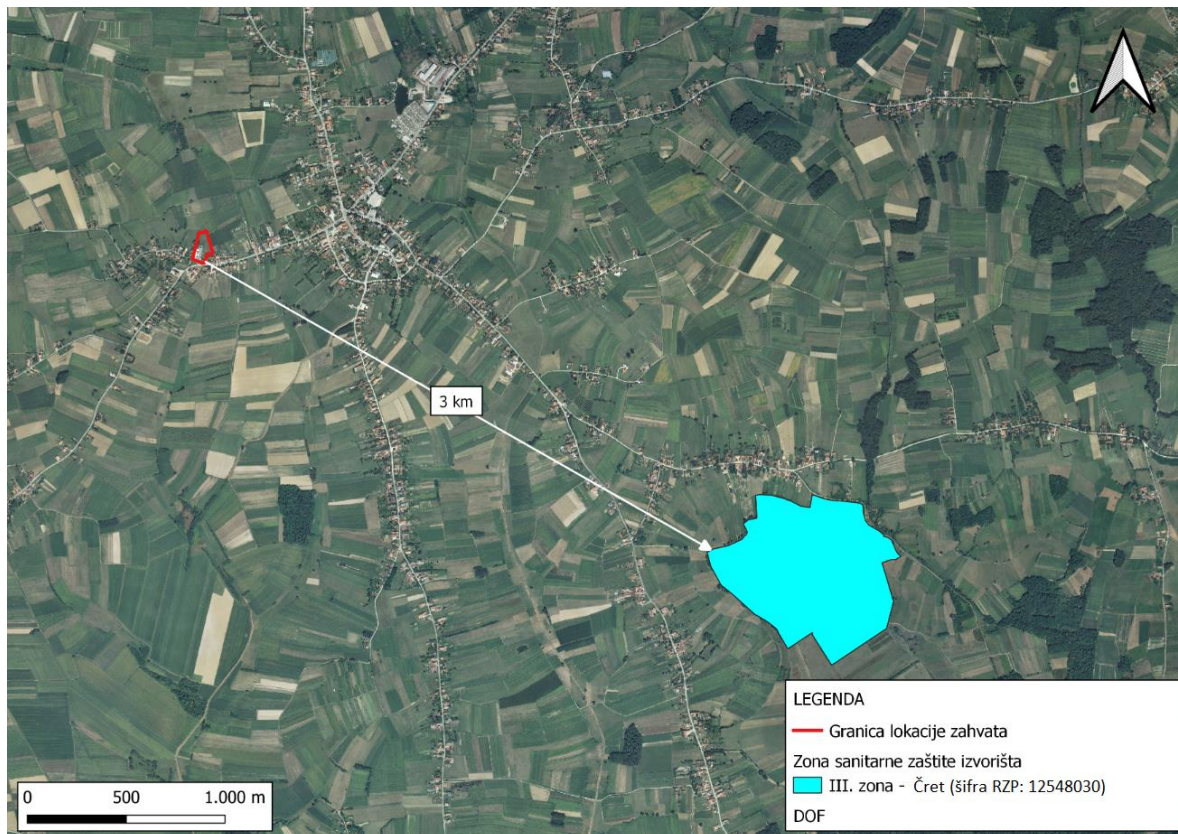 3 km
LEGENDA
Granica lokacije zahvata
Zona sanitarne zaštite izvorišta
III. zona - Čret (šifra RZP: 12548030)
DOF
0 500 1.000 m